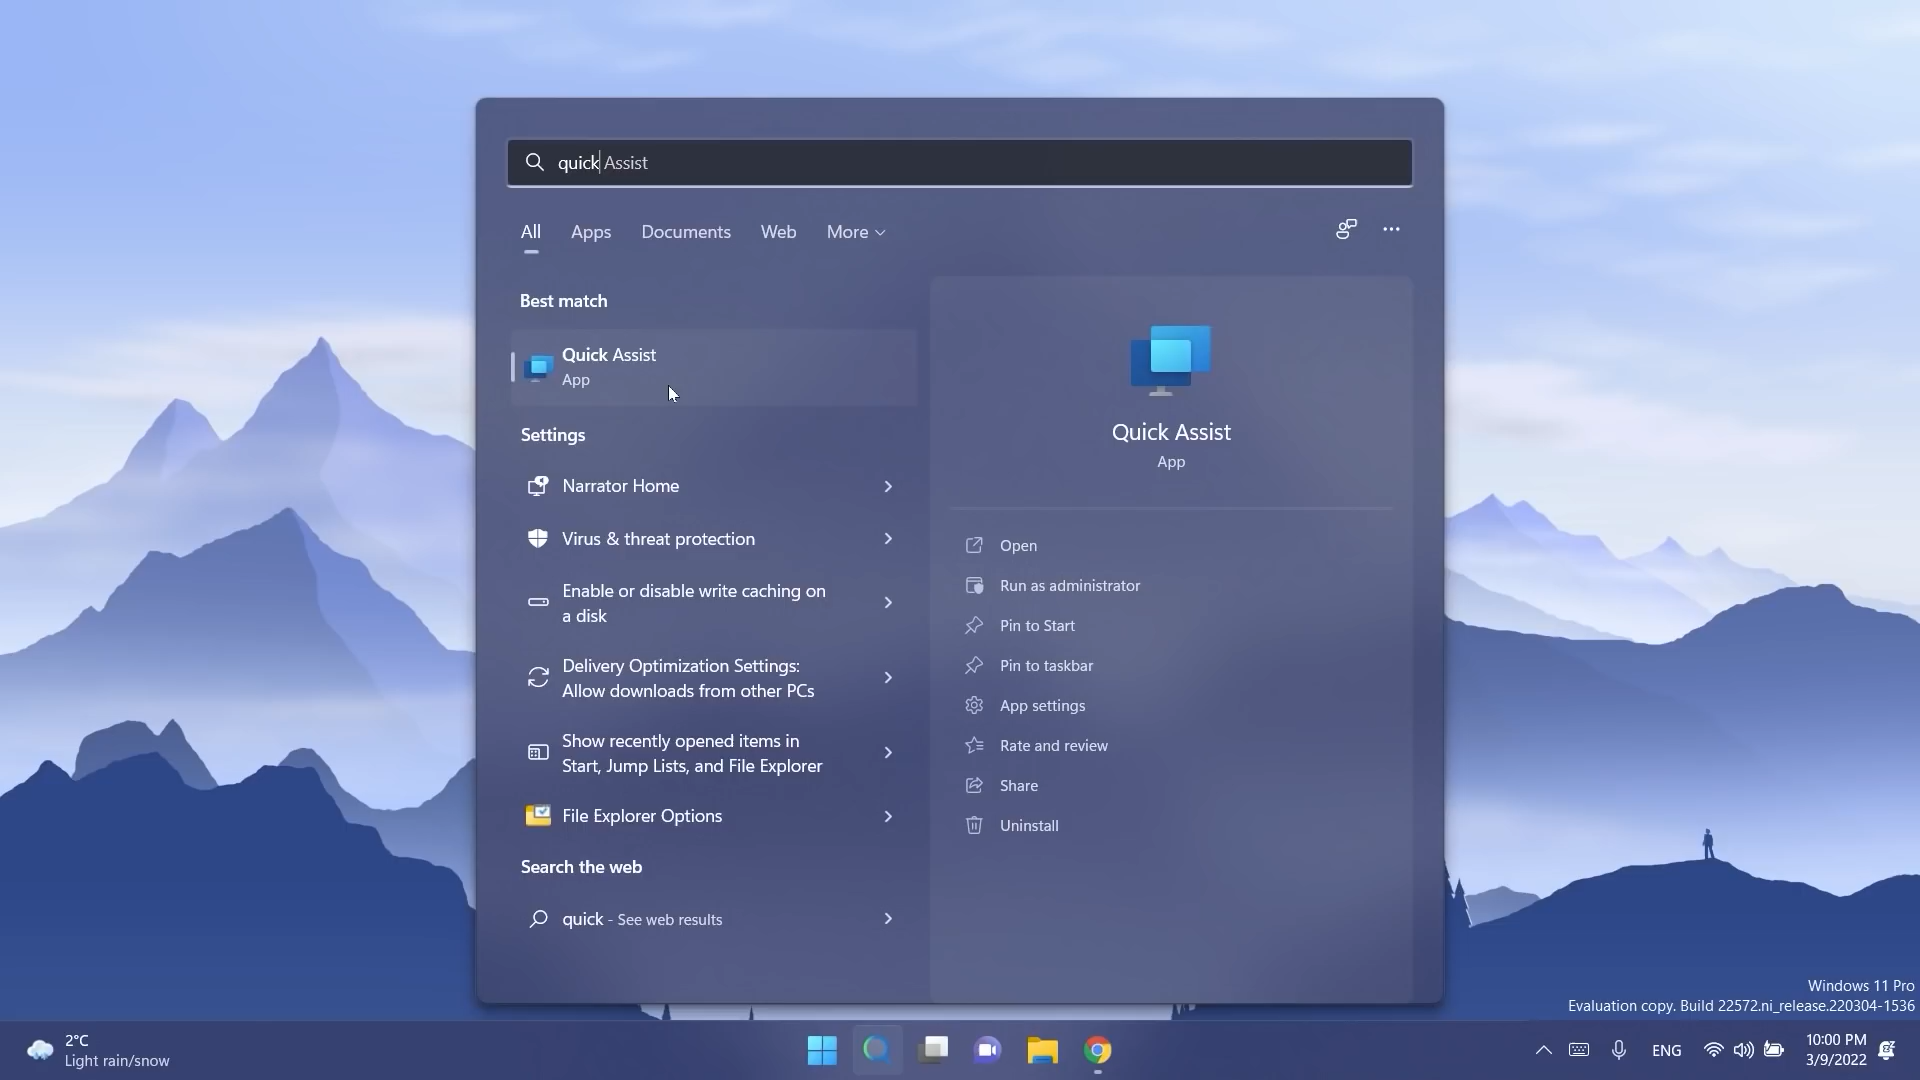 quick Assist
All Apps Documents Web More
Best match
Quick Assist
App
Settings
Narrator Home
Virus & threat protection
Enable or disable write caching on
a disk
Delivery Optimization Settings:
Allow downloads from other PCs
Show recently opened items in
Start, Jump Lists, and File Explorer
File Explorer Options
Search the web
quick - See web results
Quick Assist
App
Open
Run as administrator
Pin to Start
Pin to taskbar
App settings
Rate and review
Share
Uninstall
Windows 11 Pro
Evaluation copy. Build 22572.ni_release.220304-1536
2°C
Light rain/snow
ENG
10:00 PM
3/9/2022